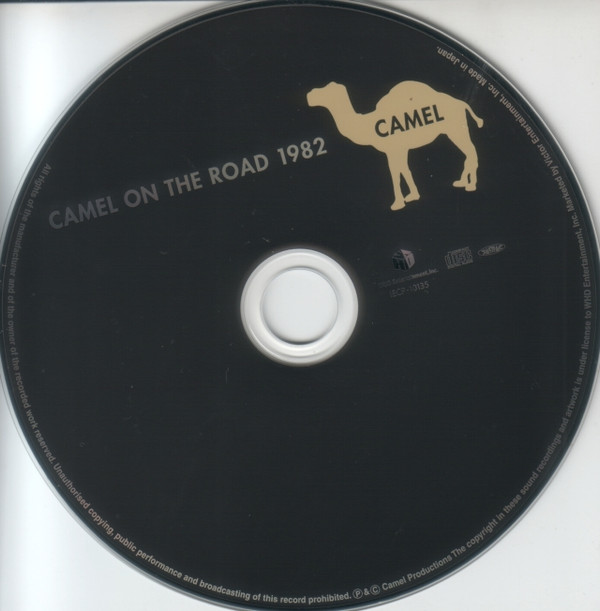 CAMEL
CAMEL ON THE ROAD 1982
All rights of the manufacturer and of the owner of the recorded work reserved. Unauthorised copying, public performance and broadcasting of this record prohibited. ℗ & © Camel Productions The copyright in these sound recordings and artwork is under license to WHD Entertainment, Inc. Marketed by Victor Entertainment, Inc. Made in Japan.